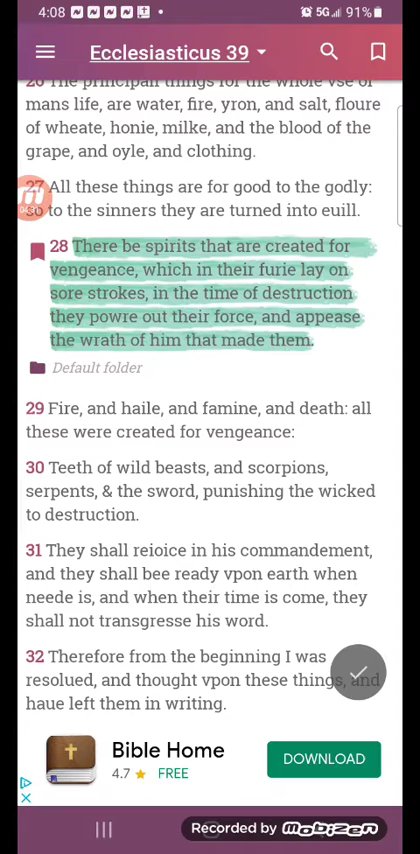 4:08
5G 91%
Ecclesiasticus 39
26 The principall things for the whole vse of
mans life, are water, fire, yron, and salt, floure
of wheate, honie, milke, and the blood of the
grape, and oyle, and clothing.
27 All these things are for good to the godly:
so to the sinners they are turned into euill.
28 There be spirits that are created for
vengeance, which in their furie lay on
sore strokes, in the time of destruction
they powre out their force, and appease
the wrath of him that made them.
Default folder
29 Fire, and haile, and famine, and death: all
these were created for vengeance:
30 Teeth of wild beasts, and scorpions,
serpents, & the sword, punishing the wicked
to destruction.
31 They shall reioice in his commandement,
and they shall bee ready vpon earth when
neede is, and when their time is come, they
shall not transgresse his word.
32 Therefore from the beginning I was
resolued, and thought vpon these things, and
haue left them in writing.
Bible Home
4.7 FREE
DOWNLOAD
Recorded by mobizen